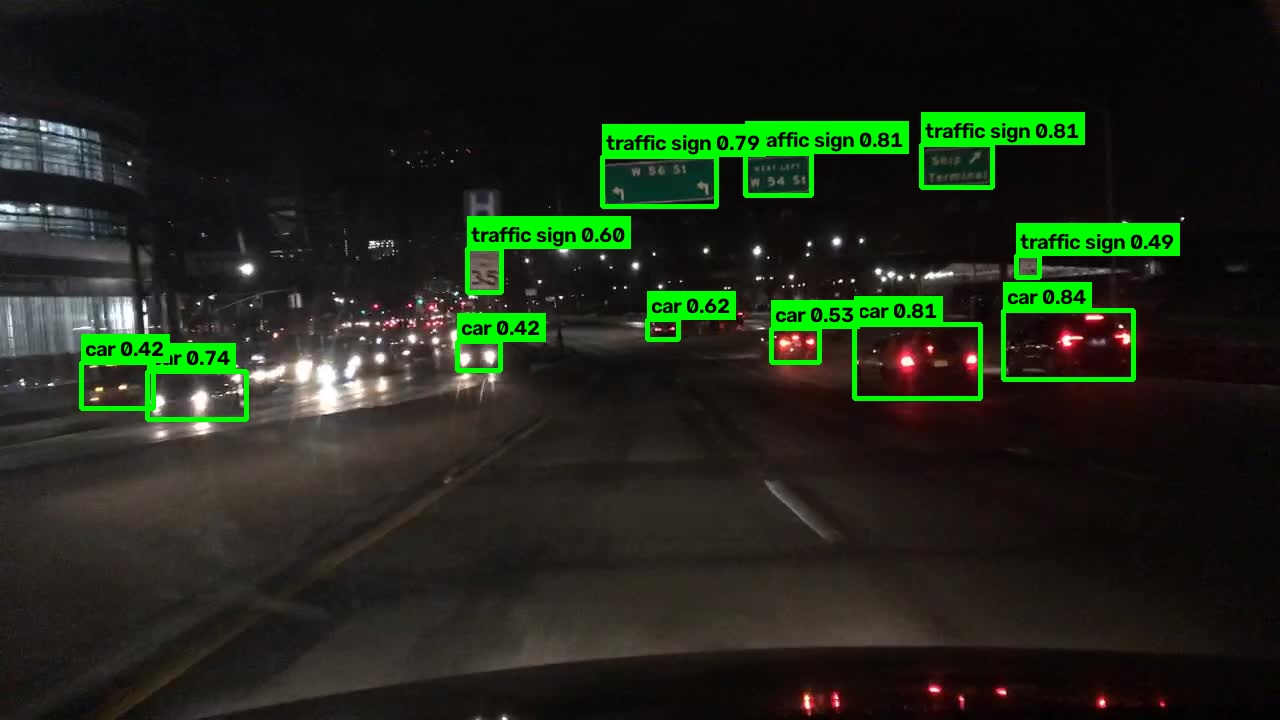 traffic sign 0.79
affic sign 0.81
traffic sign 0.81
W 56 St
NEXT LEFT
W 54 St
Ship
Terminal
H
traffic sign 0.60
traffic sign 0.49
35
car 0.62
car 0.53
car 0.81
car 0.84
car 0.42
car 0.42
car 0.74